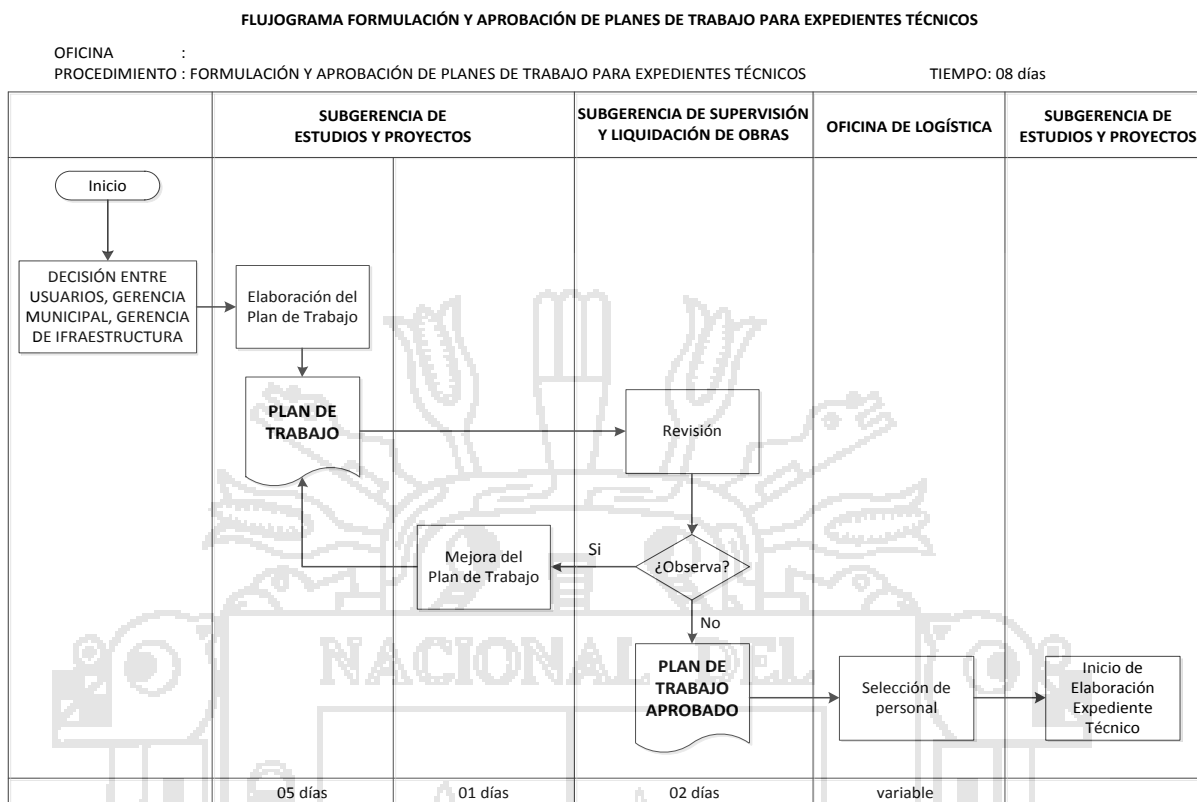 FLUJOGRAMA FORMULACIÓN Y APROBACIÓN DE PLANES DE TRABAJO PARA EXPEDIENTES TÉCNICOS
OFICINA :
PROCEDIMIENTO : FORMULACIÓN Y APROBACIÓN DE PLANES DE TRABAJO PARA EXPEDIENTES TÉCNICOS TIEMPO: 08 días
SUBGERENCIA DE
ESTUDIOS Y PROYECTOS
SUBGERENCIA DE SUPERVISIÓN
Y LIQUIDACIÓN DE OBRAS
OFICINA DE LOGÍSTICA
SUBGERENCIA DE
ESTUDIOS Y PROYECTOS
Inicio
DECISIÓN ENTRE
USUARIOS, GERENCIA
MUNICIPAL, GERENCIA
DE IFRAESTRUCTURA
Elaboración del
Plan de Trabajo
PLAN DE
TRABAJO
Revisión
¿Observa?
Si
Mejora del
Plan de Trabajo
No
PLAN DE
TRABAJO
APROBADO
Selección de
personal
Inicio de
Elaboración
Expediente
Técnico
NACIONAL DEL
05 días
01 días
02 días
variable